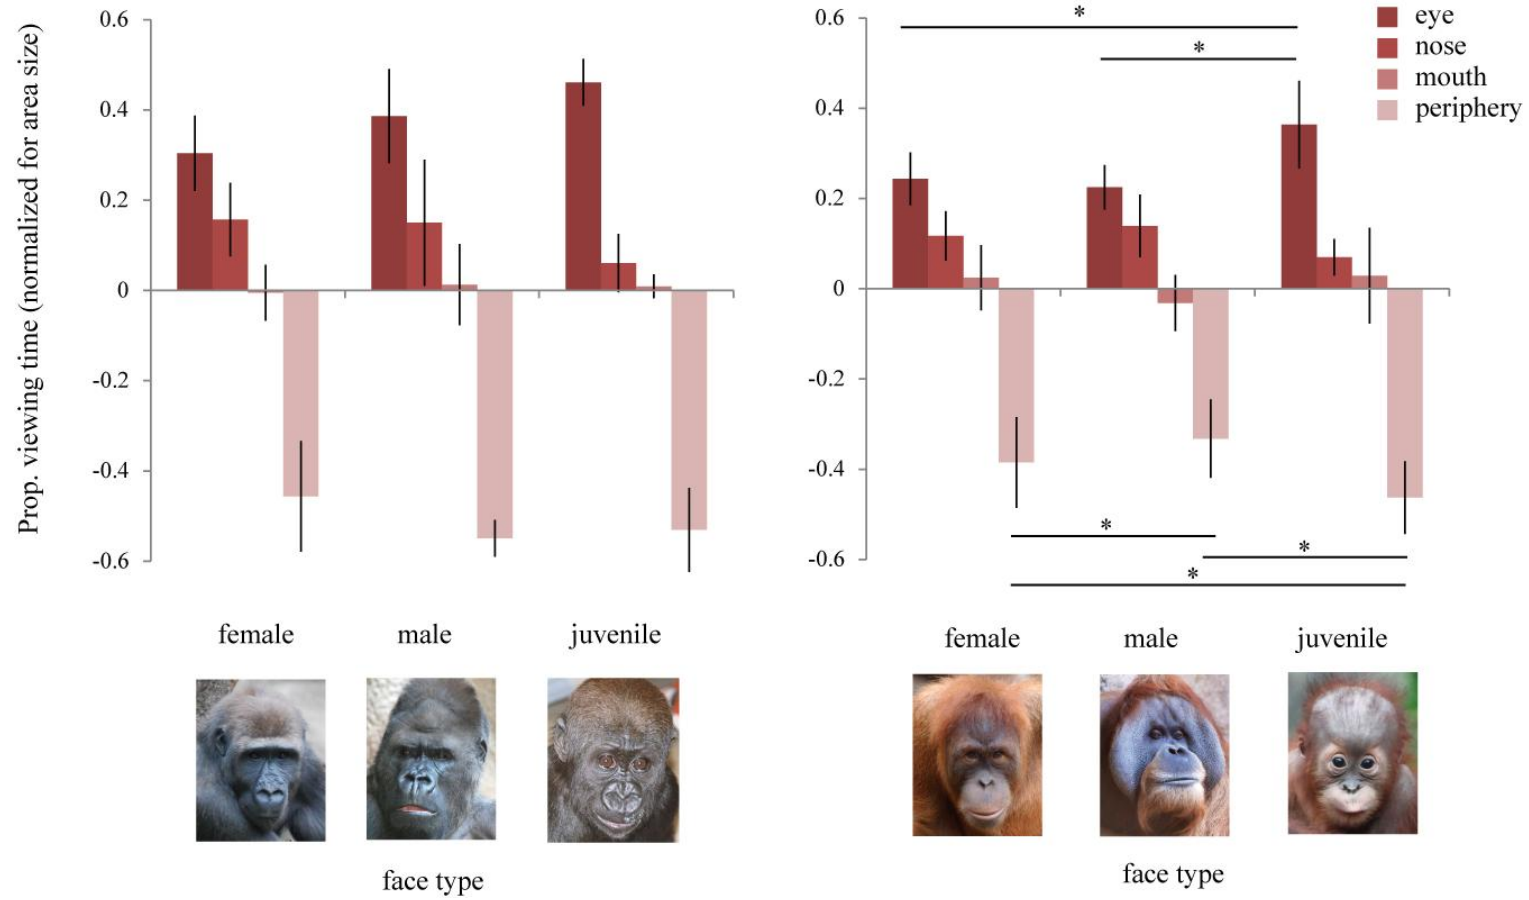 Prop. viewing time (normalized for area size)
0.6
0.4
0.2
0
-0.2
-0.4
-0.6
female male juvenile
face type
0.6
0.4
0.2
0
-0.2
-0.4
-0.6
*
*
*
*
*
eye
nose
mouth
periphery
female male juvenile
face type